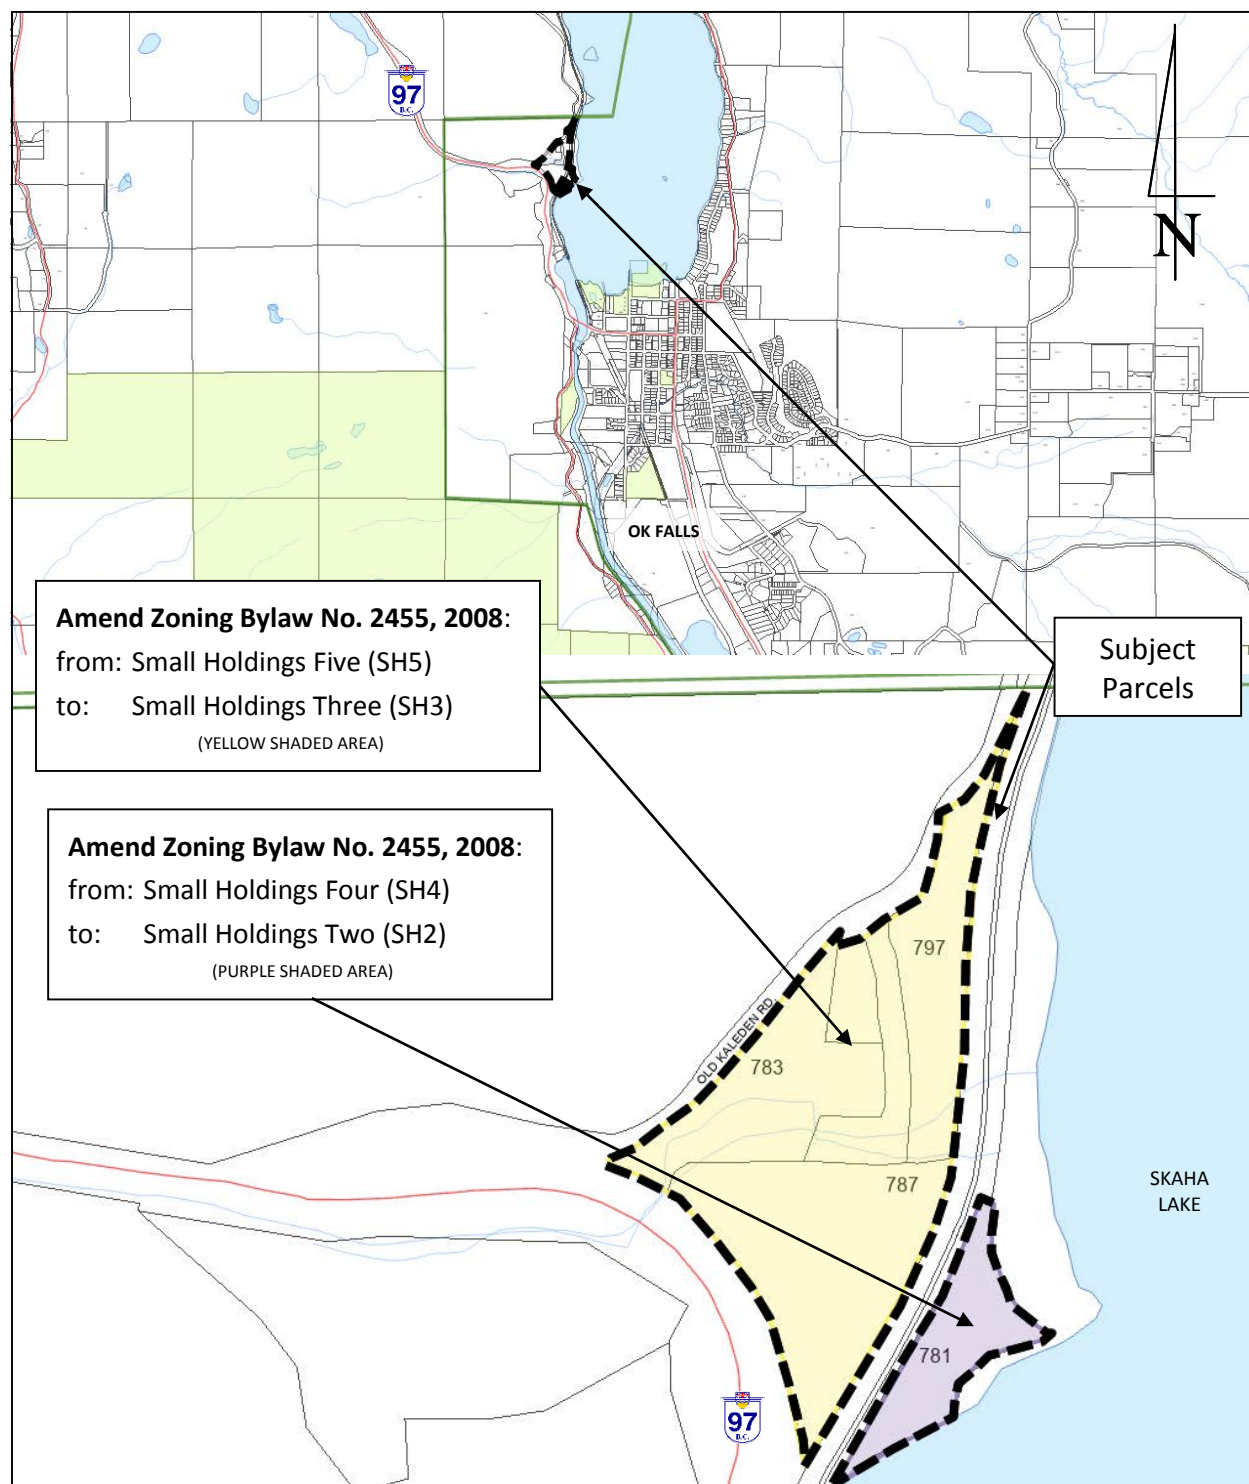 97
B.C.
N
OK FALLS
Amend Zoning Bylaw No. 2455, 2008:
from: Small Holdings Five (SH5)
to: Small Holdings Three (SH3)
(YELLOW SHADED AREA)
Subject
Parcels
Amend Zoning Bylaw No. 2455, 2008:
from: Small Holdings Four (SH4)
to: Small Holdings Two (SH2)
(PURPLE SHADED AREA)
797
OLD KALEDEN RD.
783
787
SKAHA
LAKE
781
97
B.C.